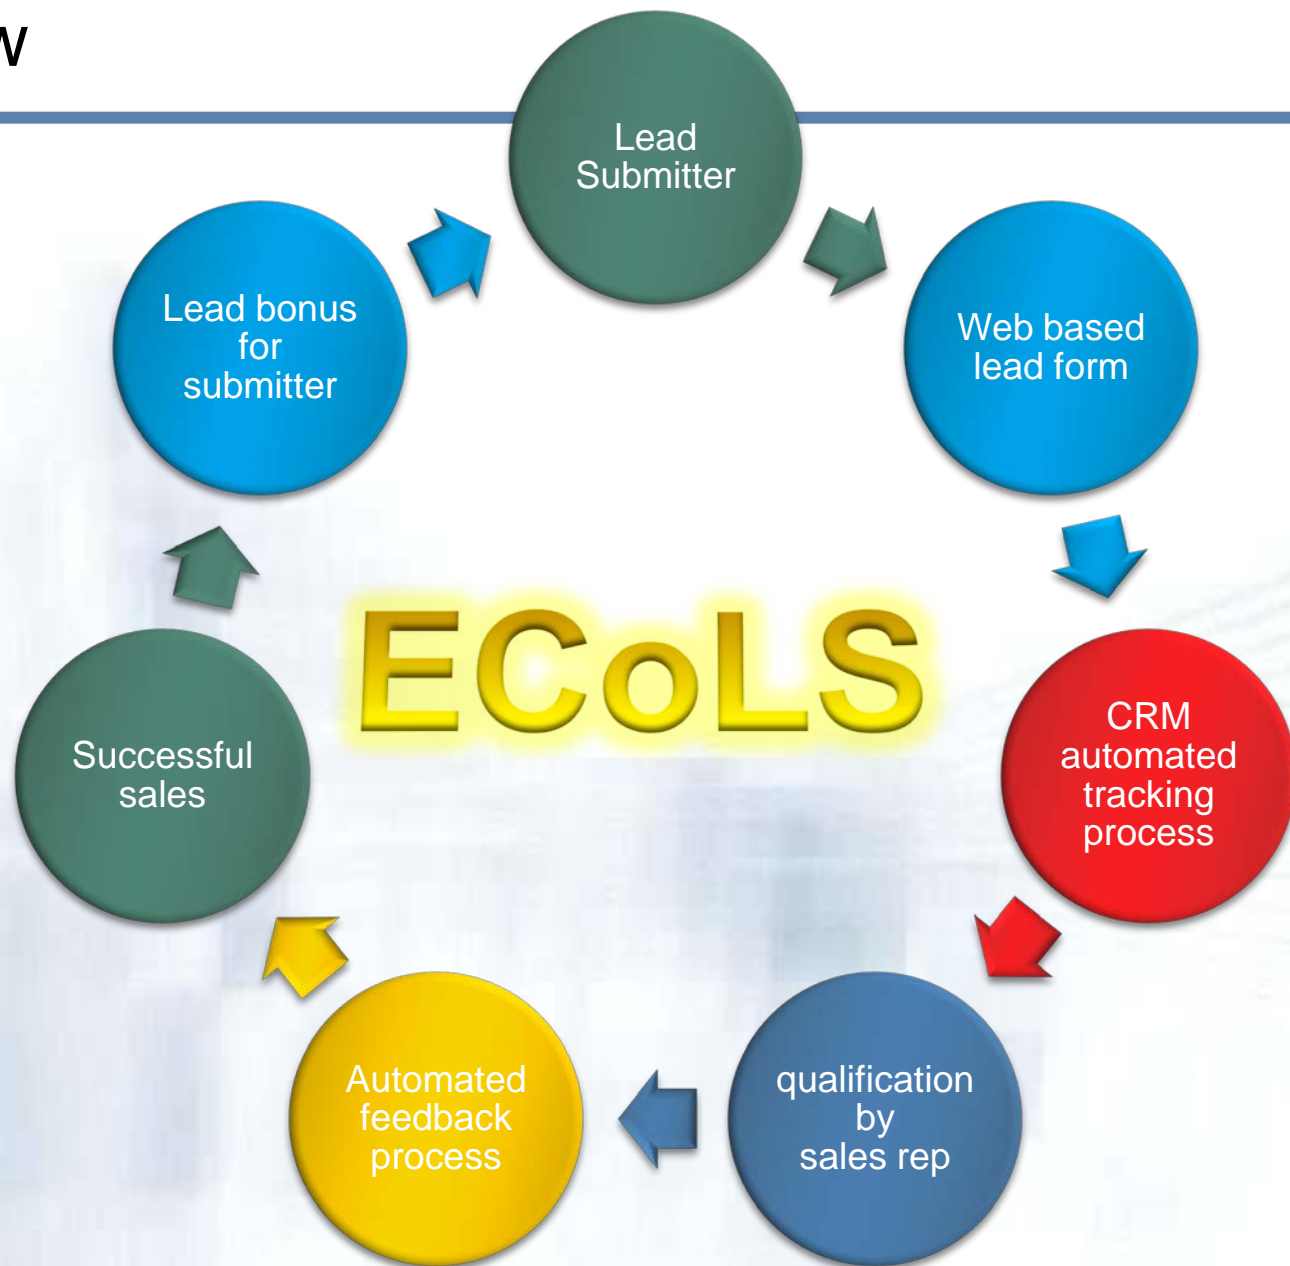 w
Lead
Submitter
Web based
lead form
CRM
automated
tracking
process
qualification
by
sales rep
Automated
feedback
process
Successful
sales
Lead bonus
for
submitter
ECoLS